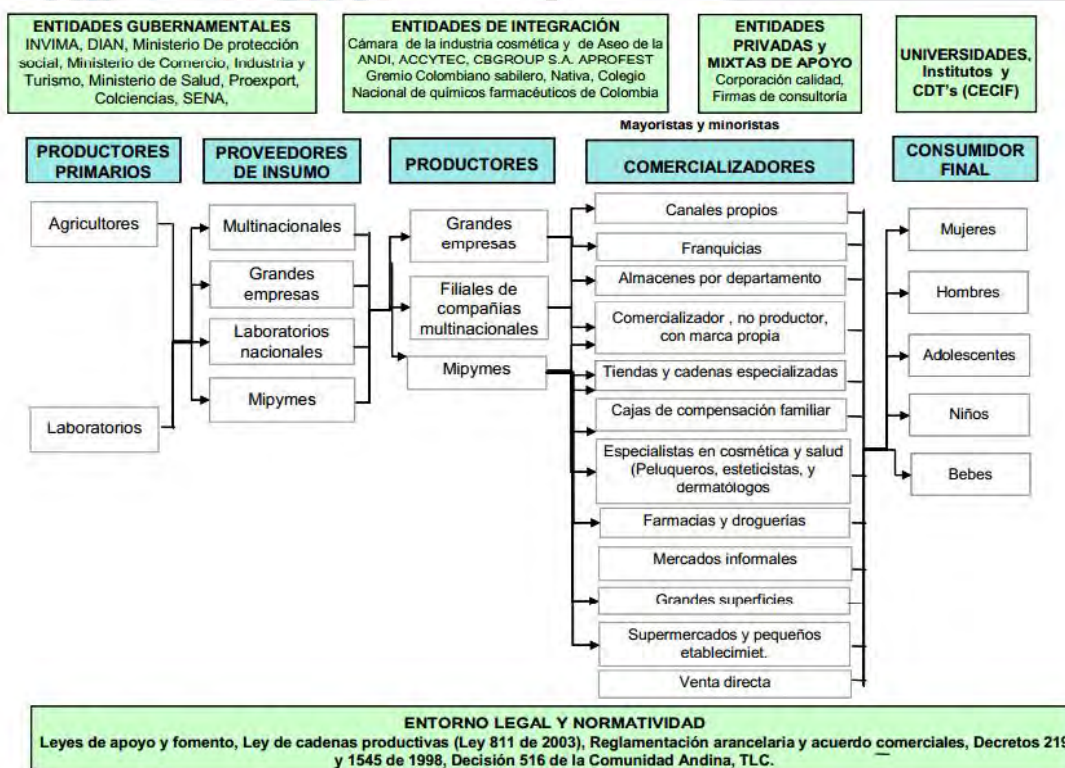 ENTIDADES GUBERNAMENTALES
INVIMA, DIAN, Ministerio De protección
social, Ministerio de Comercio, Industria y
Turismo, Ministerio de Salud, Proexport,
Colciencias, SENA,
ENTIDADES DE INTEGRACIÓN
Cámara de la industria cosmética y de Aseo de la
ANDI, ACCYTEC, CBGROUP S.A. APROFEST
Gremio Colombiano sabilero, Nativa, Colegio
Nacional de químicos farmacéuticos de Colombia
ENTIDADES
PRIVADAS y
MIXTAS DE APOYO
Corporación calidad,
Firmas de consultoría
UNIVERSIDADES,
Institutos y
CDT's (CECIF)
Mayoristas y minoristas
PRODUCTORES
PRIMARIOS
PROVEEDORES
DE INSUMO
PRODUCTORES
COMERCIALIZADORES
CONSUMIDOR
FINAL
Agricultores
Laboratorios
Multinacionales
Grandes
empresas
Laboratorios
nacionales
Mipymes
Grandes
empresas
Filiales de
compañias
multinacionales
Mipymes
Canales propios
Franquicias
Almacenes por departamento
Comercializador , no productor,
con marca propia
Tiendas y cadenas especializadas
Cajas de compensación familiar
Especialistas en cosmética y salud
(Peluqueros, esteticistas, y
dermatólogos
Farmacias y droguerías
Mercados informales
Grandes superficies
Supermercados y pequeños
etablecimiet.
Venta directa
Mujeres
Hombres
Adolescentes
Niños
Bebes
ENTORNO LEGAL Y NORMATIVIDAD
Leyes de apoyo y fomento, Ley de cadenas productivas (Ley 811 de 2003), Reglamentación arancelaria y acuerdo comerciales, Decretos 219
y 1545 de 1998, Decisión 516 de la Comunidad Andina, TLC.